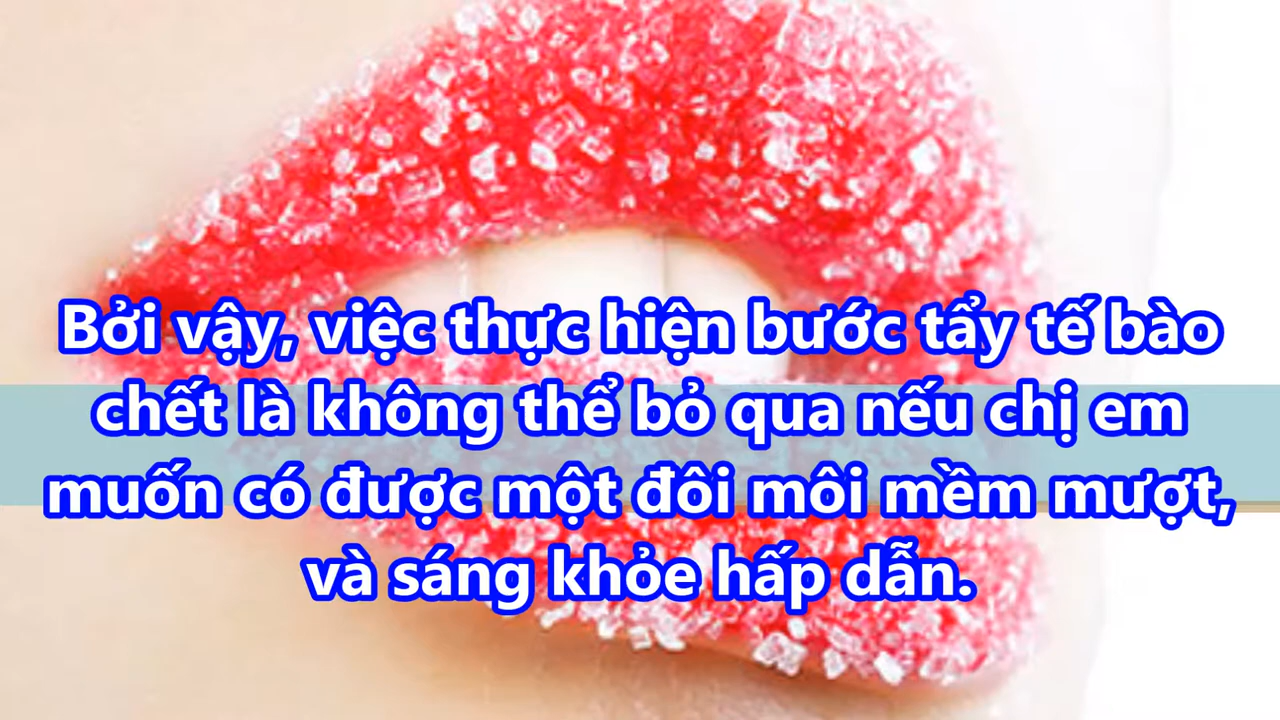 Bởi vậy, việc thực hiện bước tẩy tế bào
chết là không thể bỏ qua nếu chị em
muốn có được một đôi môi mềm mượt,
và sáng khỏe hấp dẫn.